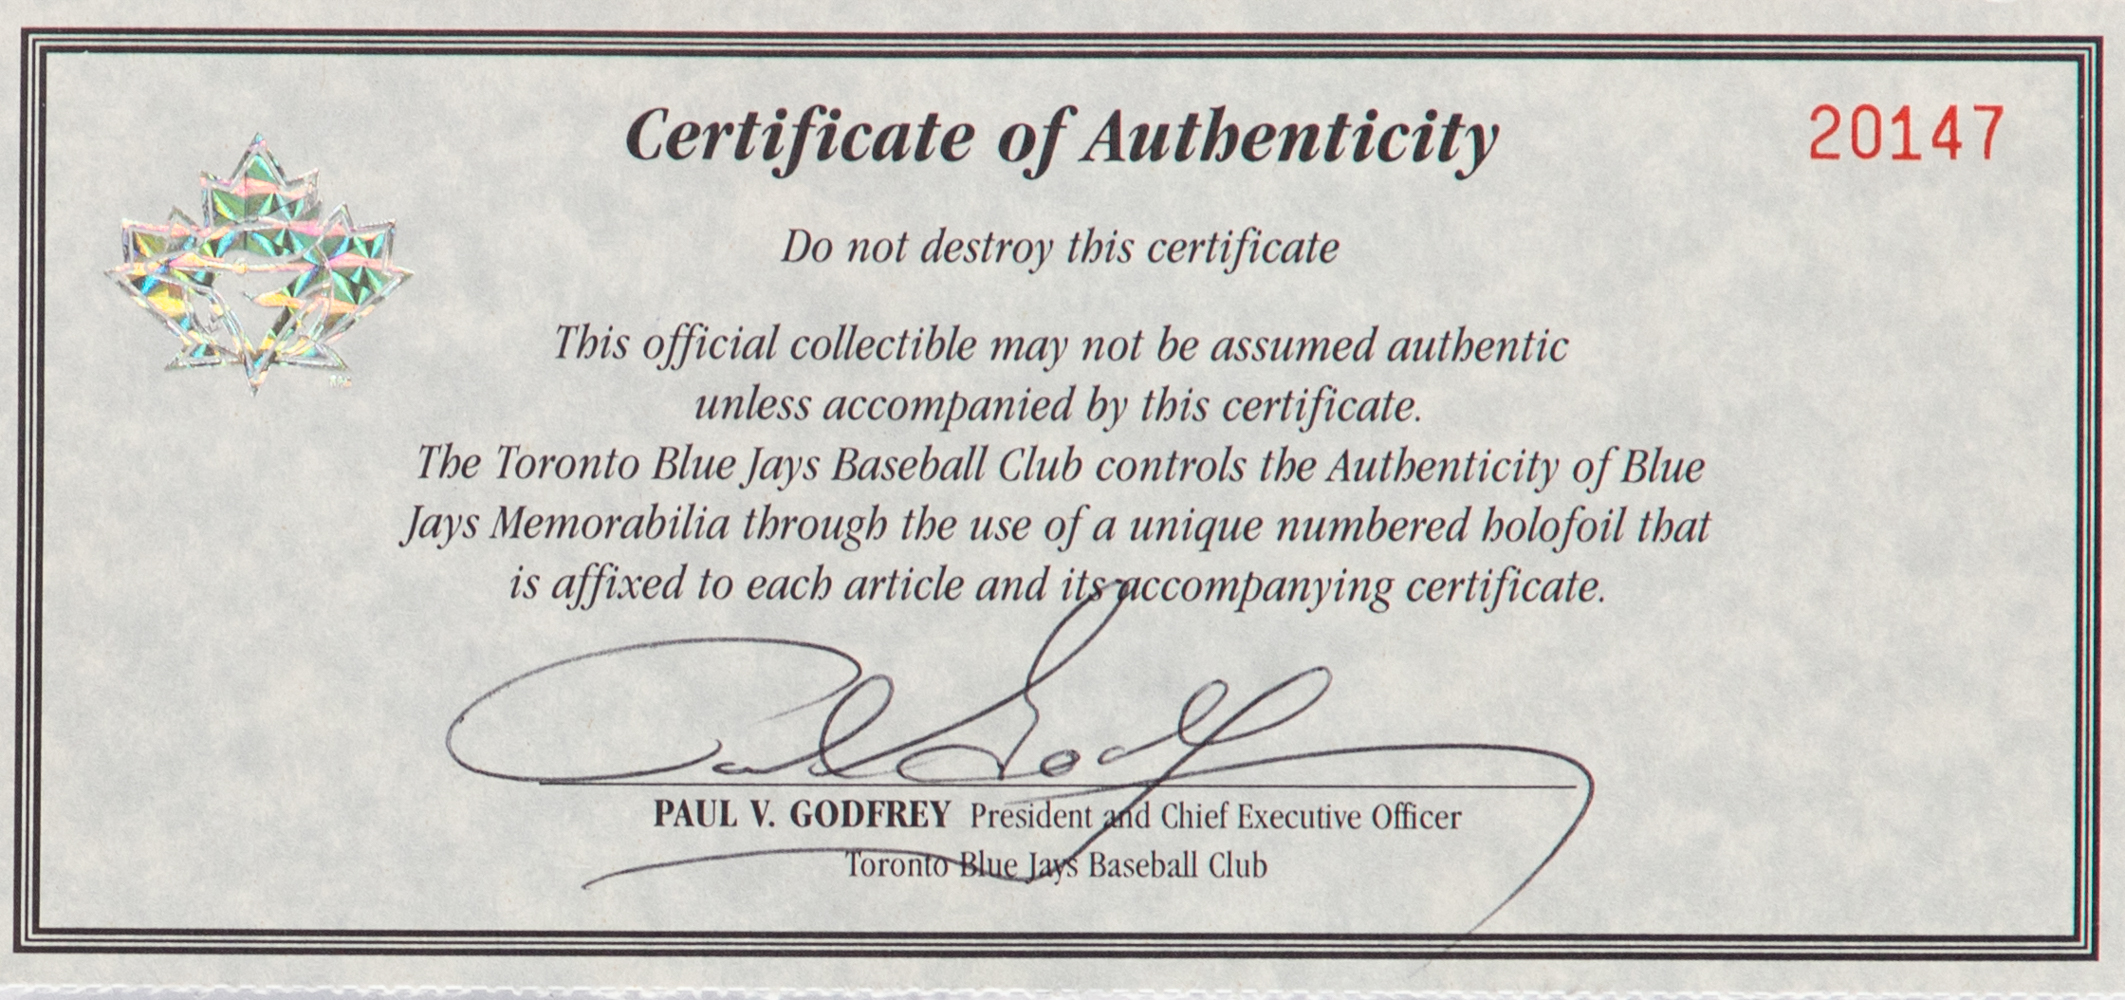 Certificate of Authenticity
20147
Do not destroy this certificate
This official collectible may not be assumed authentic
unless accompanied by this certificate.
The Toronto Blue Jays Baseball Club controls the Authenticity of Blue
Jays Memorabilia through the use of a unique numbered holofoil that
is affixed to each article and its accompanying certificate.
Paul Godfrey
PAUL V. GODFREY President and Chief Executive Officer
Toronto Blue Jays Baseball Club